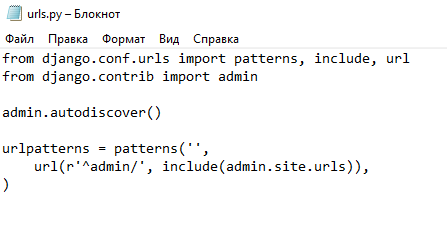 urls.py – Блокнот
Файл Правка Формат Вид Справка
from django.conf.urls import patterns, include, url
from django.contrib import admin
admin.autodiscover()
urlpatterns = patterns('',
    url(r'^admin/', include(admin.site.urls)),
)